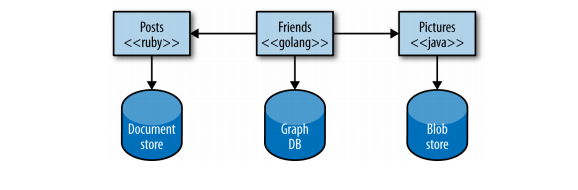 Posts
<<ruby>>
Friends
<<golang>>
Pictures
<<java>>
Document
store
Graph
DB
Blob
store